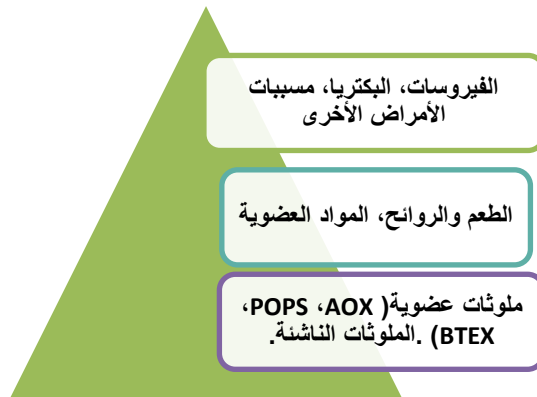 الفيروسات، البكتريا، مسببات
الأمراض الأخرى
الطعم والروائح، المواد العضوية
ملوثات عضوية( POPS ،AOX،
BTEX) .الملوثات الناشئة.